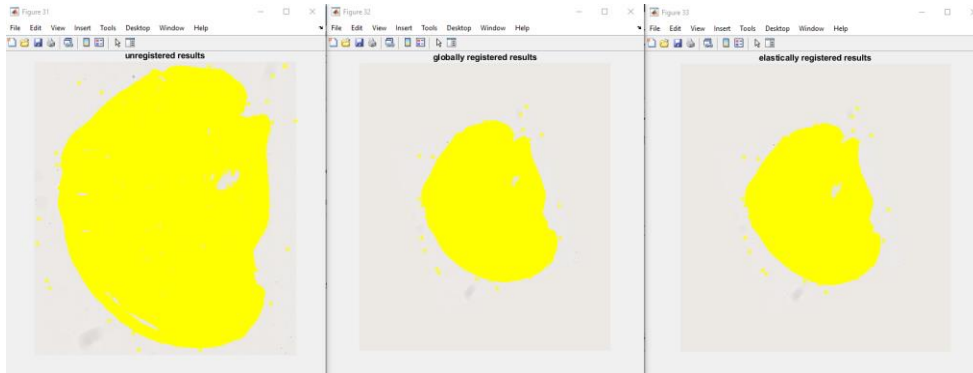 Figure 31
File Edit View Insert Tools Desktop Window Help
unregistered results
Figure 32
File Edit View Insert Tools Desktop Window Help
globally registered results
Figure 33
File Edit View Insert Tools Desktop Window Help
elastically registered results